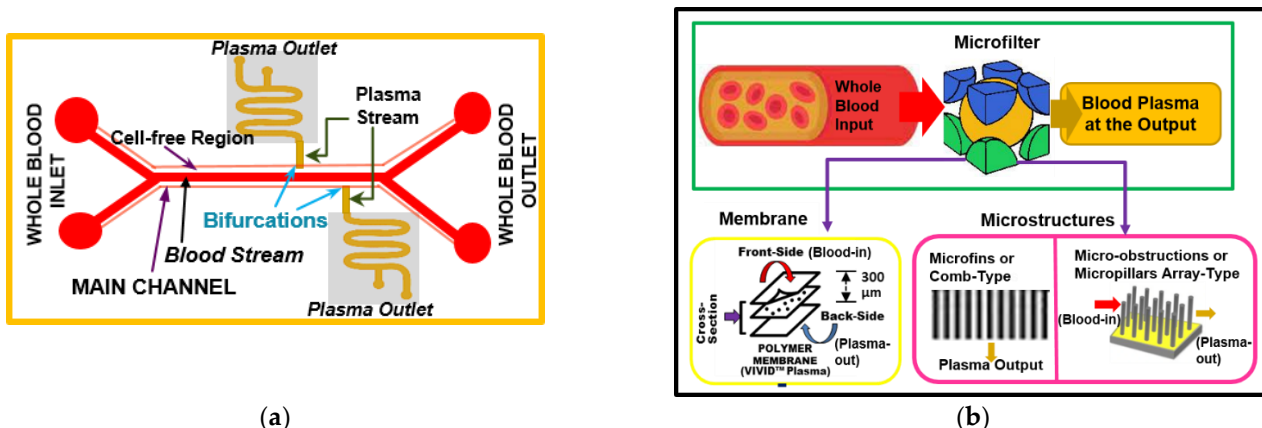 Plasma Outlet
Plasma
Stream
Cell-free Region
WHOLE BLOOD
INLET
WHOLE BLOOD
OUTLET
Bifurcations
Blood Stream
MAIN CHANNEL
Plasma Outlet
(a)
Microfilter
Whole
Blood
Input
Blood Plasma
at the Output
Membrane
Microstructures
Front-Side (Blood-in)
300
µm
Cross-
Section
Back-Side
(Plasma-
out)
POLYMER
MEMBRANE
(VIVID™ Plasma)
Microfins or
Comb-Type
Plasma Output
Micro-obstructions or
Micropillars Array-Type
(Blood-in)
(Plasma-
out)
(b)